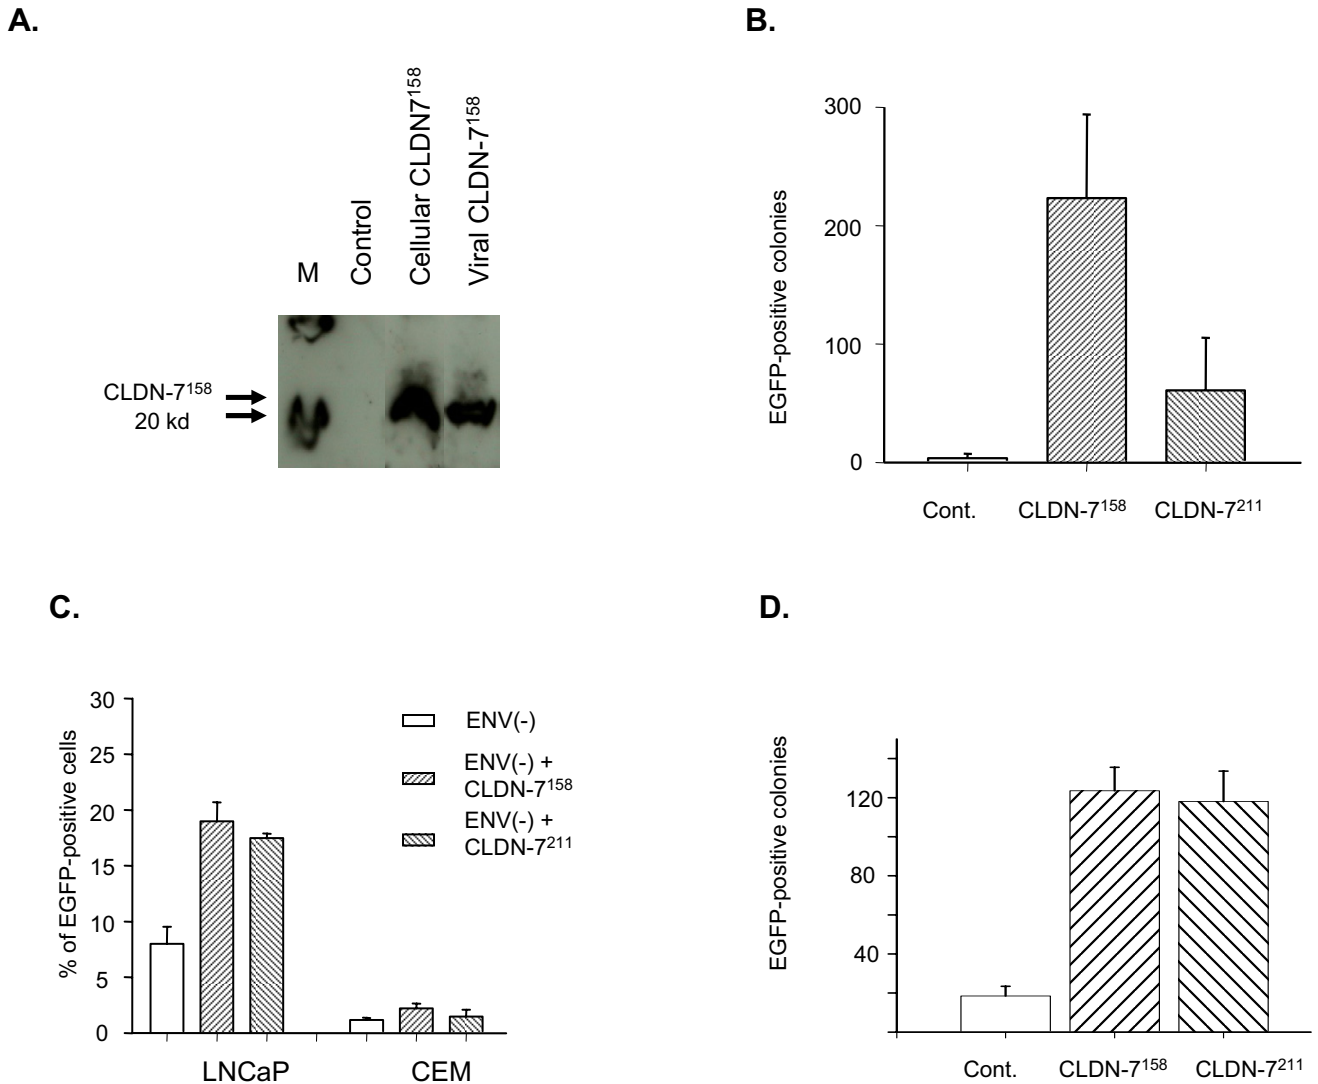 A.
M
Control
Cellular CLDN7158
Viral CLDN-7158
CLDN-7158
20 kd
B.
EGFP-positive colonies
300
200
100
0
Cont.
CLDN-7158
CLDN-7211
C.
% of EGFP-positive cells
30
25
20
15
10
5
0
ENV(-)
ENV(-) +
CLDN-7158
ENV(-) +
CLDN-7211
LNCaP
CEM
D.
EGFP-positive colonies
120
80
40
Cont.
CLDN-7158
CLDN-7211